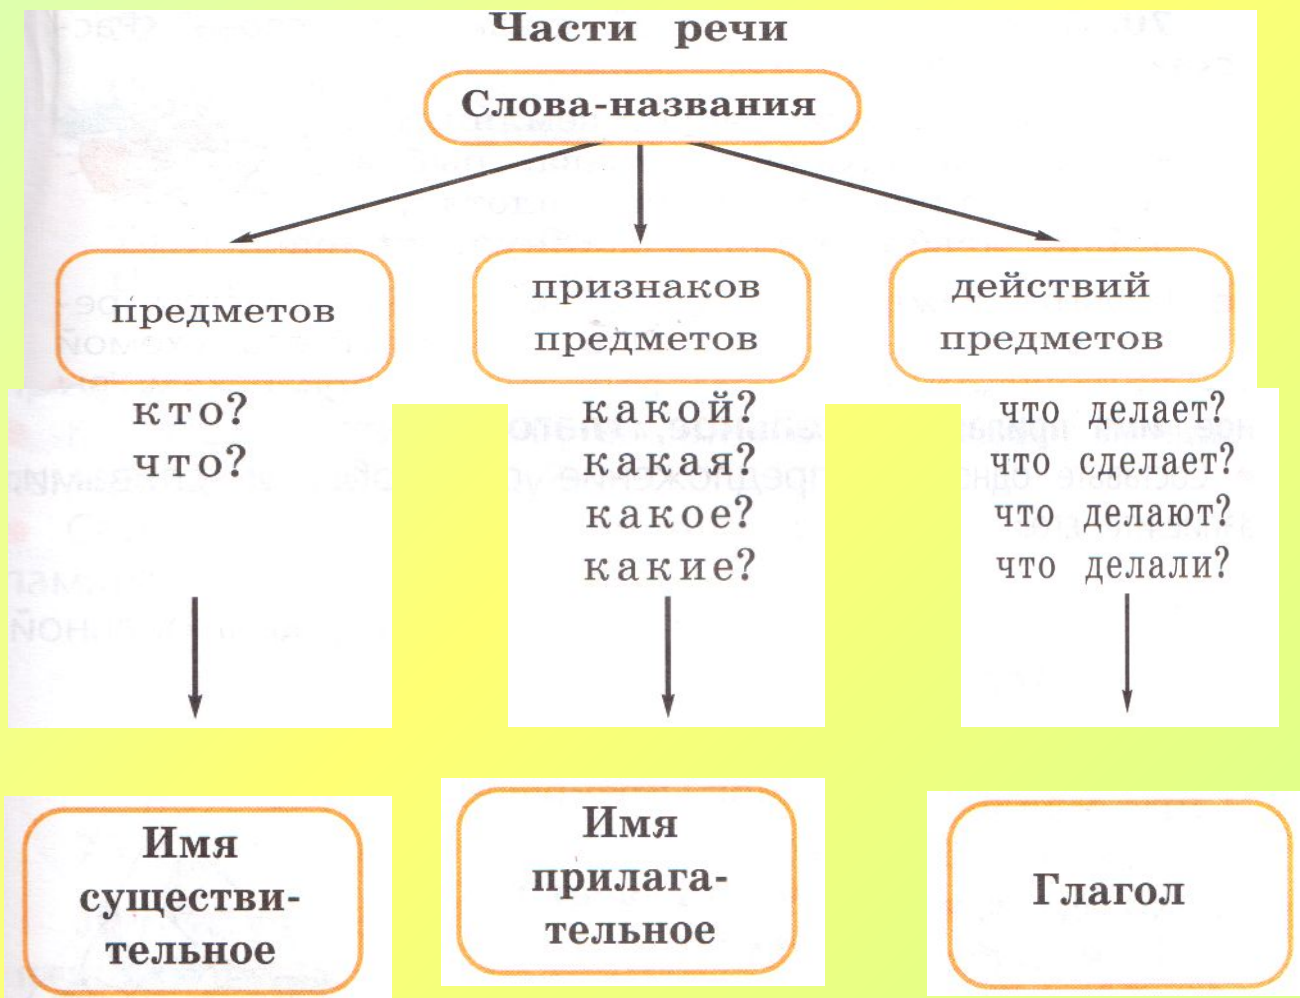 Части речи
Слова-названия
предметов
признаков
предметов
действий
предметов
кто?
что?
какой?
какая?
какое?
какие?
что делает?
что сделает?
что делают?
что делали?
Имя
существи-
тельное
Имя
прилага-
тельное
Глагол